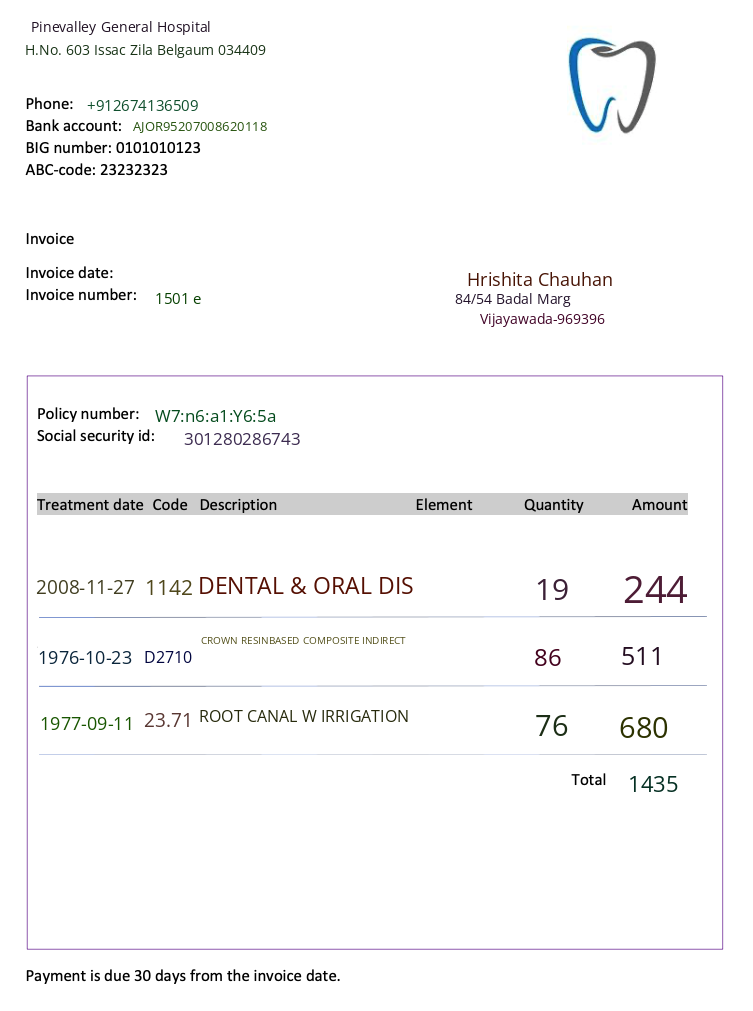 Pinevalley General Hospital
H.No. 603 Issac Zila Belgaum 034409
Phone: +912674136509
Bank account: AJOR95207008620118
BIG number: 0101010123
ABC-code: 23232323
Invoice
Invoice date:
Invoice number: 1501 e
Hrishita Chauhan
84/54 Badal Marg
Vijayawada-969396
Policy number: W7:n6:a1:Y6:5a
Social security id: 301280286743
Treatment date Code Description Element Quantity Amount
2008-11-27 1142 DENTAL & ORAL DIS 19 244
1976-10-23 D2710 CROWN RESINBASED COMPOSITE INDIRECT 86 511
1977-09-11 23.71 ROOT CANAL W IRRIGATION 76 680
Total 1435
Payment is due 30 days from the invoice date.